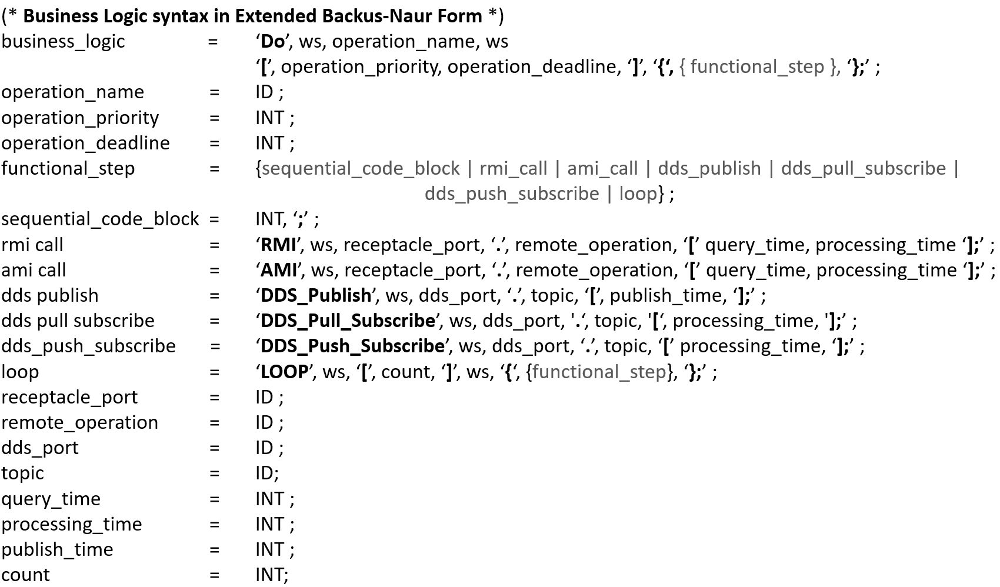 (* Business Logic syntax in Extended Backus-Naur Form *)
business_logic = ‘Do’, ws, operation_name, ws
‘[’, operation_priority, operation_deadline, ‘]’, ‘{‘, { functional_step }, ‘};’ ;
operation_name = ID ;
operation_priority = INT ;
operation_deadline = INT ;
functional_step = {sequential_code_block | rmi_call | ami_call | dds_publish | dds_pull_subscribe |
dds_push_subscribe | loop} ;
sequential_code_block = INT, ‘;’ ;
rmi call = ‘RMI’, ws, receptacle_port, ‘.’, remote_operation, ‘[’ query_time, processing_time ‘];’ ;
ami call = ‘AMI’, ws, receptacle_port, ‘.’, remote_operation, ‘[’ query_time, processing_time ‘];’ ;
dds publish = ‘DDS_Publish’, ws, dds_port, ‘.’, topic, ‘[’, publish_time, ‘];’ ;
dds pull subscribe = ‘DDS_Pull_Subscribe’, ws, dds_port, '.‘, topic, '[‘, processing_time, '];’ ;
dds_push_subscribe = ‘DDS_Push_Subscribe’, ws, dds_port, ‘.’, topic, ‘[’ processing_time, ‘];’ ;
loop = ‘LOOP’, ws, ‘[’, count, ‘]’, ws, ‘{‘, {functional_step}, ‘};’ ;
receptacle_port = ID ;
remote_operation = ID ;
dds_port = ID ;
topic = ID;
query_time = INT ;
processing_time = INT ;
publish_time = INT ;
count = INT;